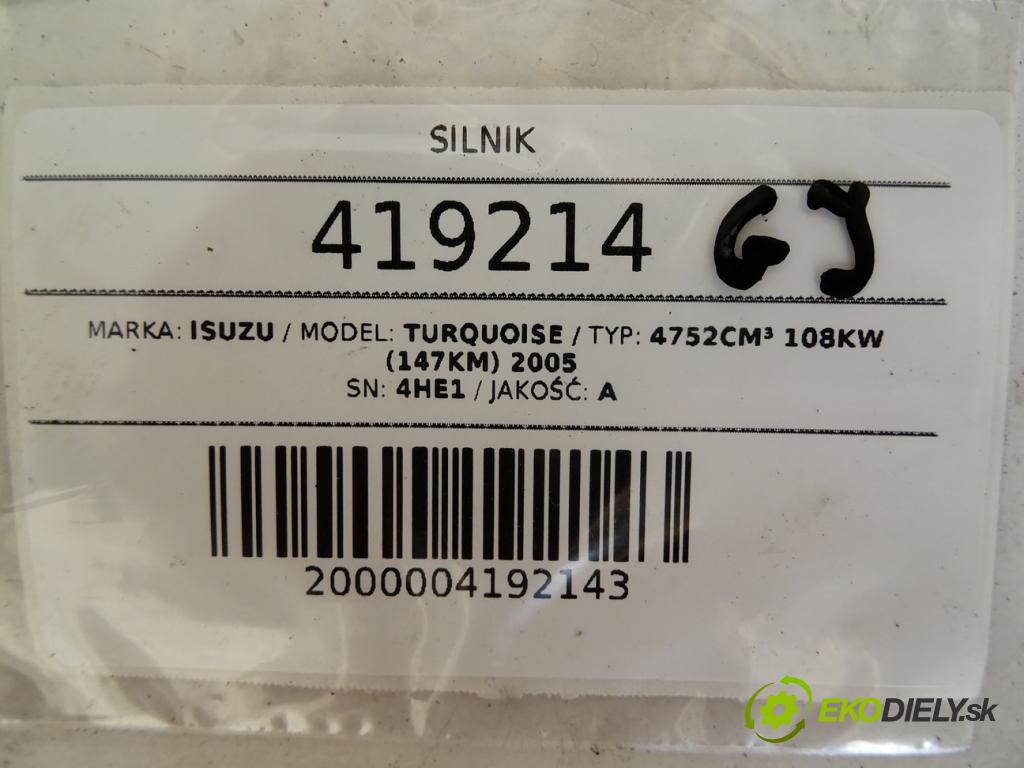 SILNIK
419214 GJ
MARKA: ISUZU / MODEL: TURQUOISE / TYP: 4752CM³ 108KW
(147KM) 2005
SN: 4HE1 / JAKOŚĆ: A
2000004192143
EKODIELY.sk